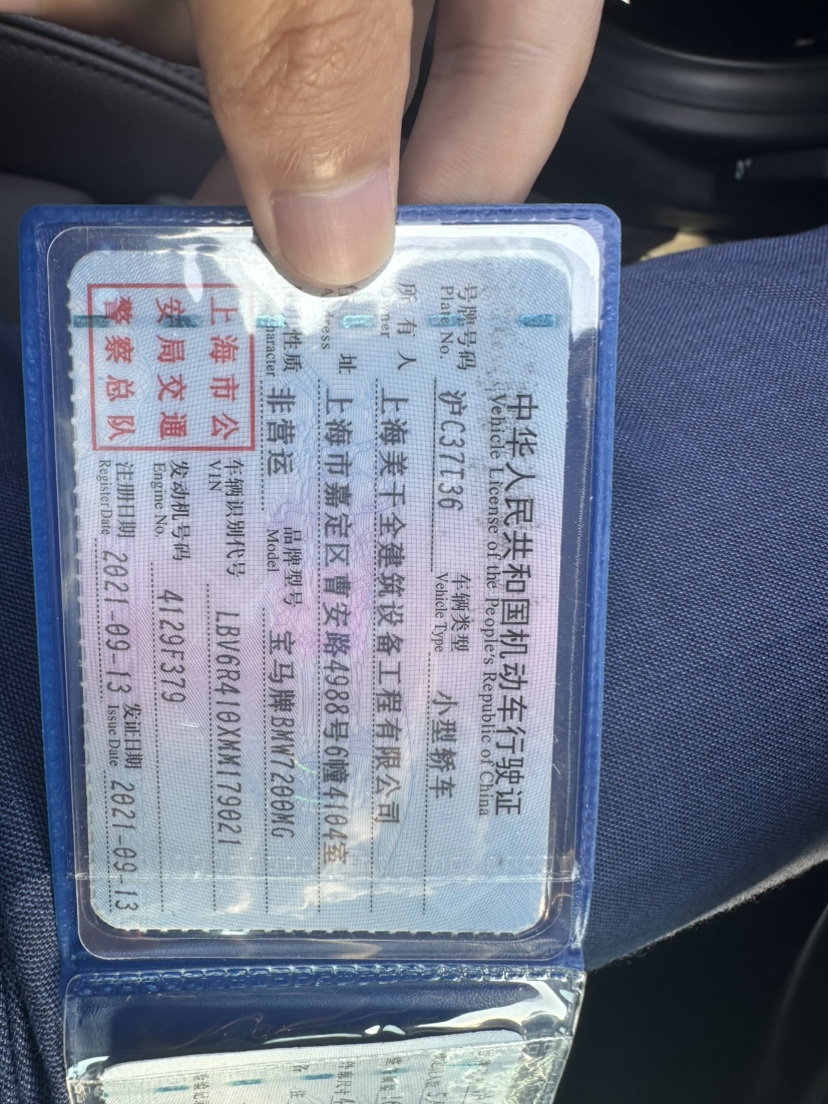 中华人民共和国机动车行驶证
Vehicle License of the People's Republic of China
号牌号码 沪C37T36 车辆类型 小型轿车
Plate No. Vehicle Type
所有人 上海美干全建筑设备工程有限公司
址 上海市嘉定区曹安路4988号6幢4104室
性质 非营运 品牌型号 宝马牌BMW7200MG
Model
车辆识别代号 LBV6R410XMM179021
VIN
发动机号码 4129F379
Engine No.
注册日期 2021-09-13 发证日期 2021-09-13
Register Date Issue Date
上海市公
安局交通
警察总队